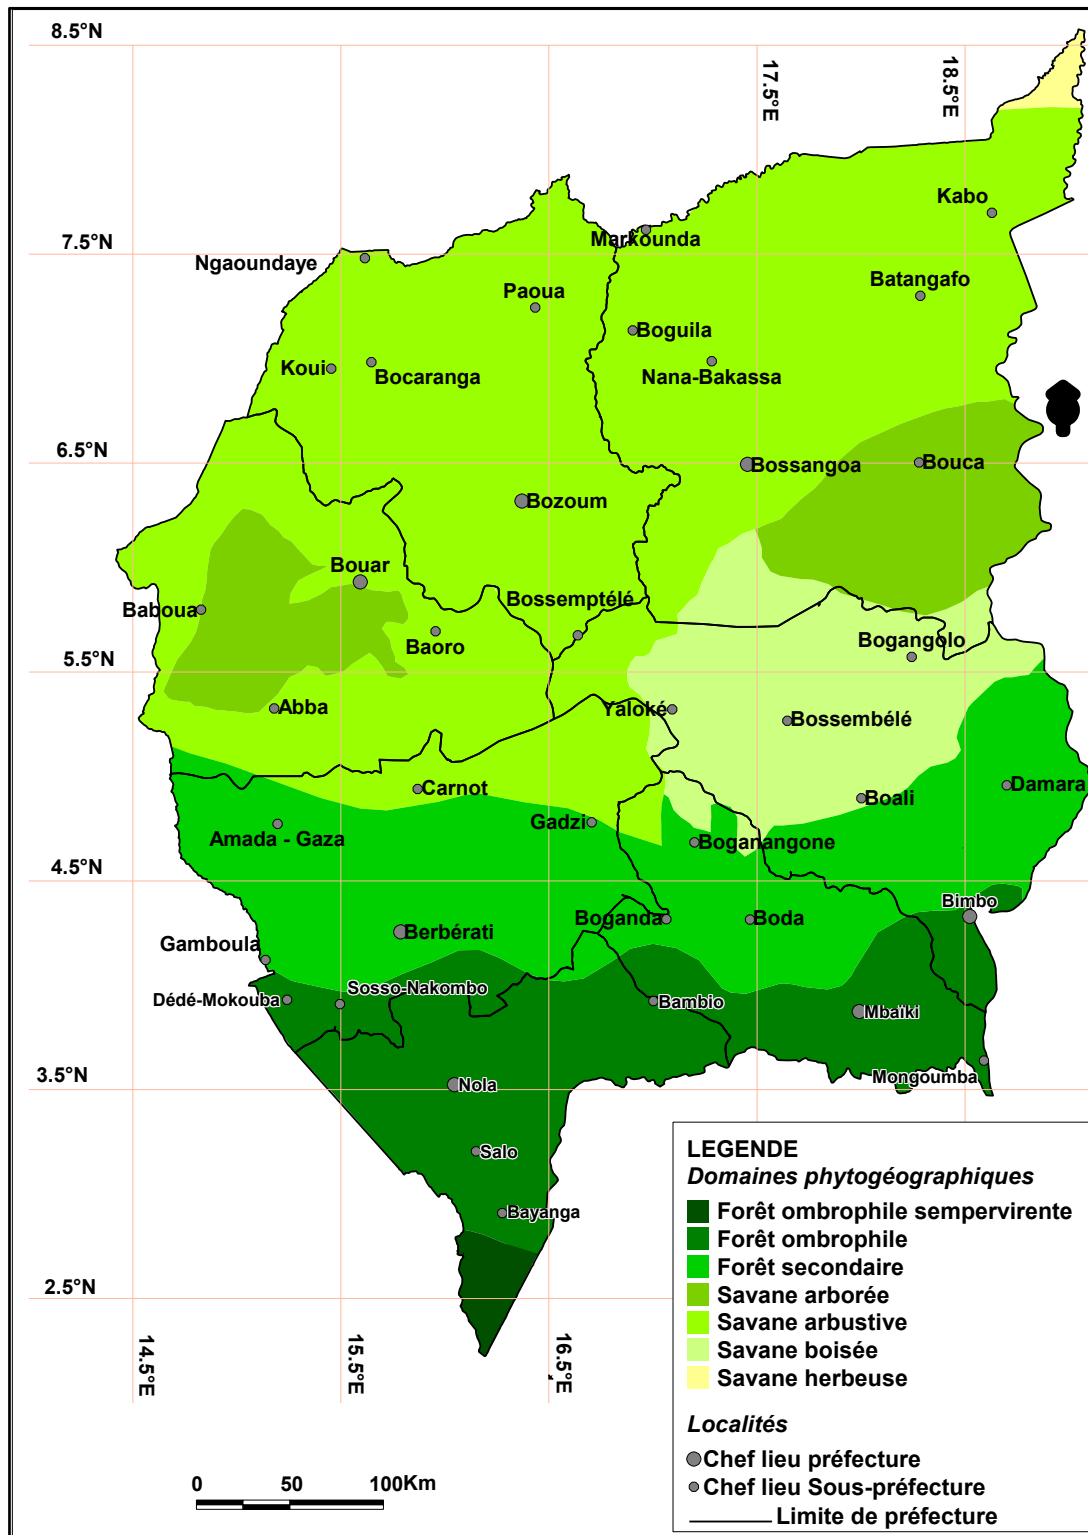 8.5°N
17.5°E
18.5°E
Kabo
Markounda
7.5°N
Ngaoundaye
Batangafo
Paoua
Boguila
Koui
Bocaranga
Nana-Bakassa
6.5°N
Bossangoa
Bouca
Bozoum
Bouar
Baboua
Bossemptélé
Baoro
Bogangolo
5.5°N
Abba
Yaloké
Bossembélé
Carnot
Boali
Damara
Amada - Gaza
Gadzi
Boganangone
4.5°N
Bimbo
Boganda
Boda
Berbérati
Gamboula
Dédé-Mokouba
Sosso-Nakombo
Bambio
Mbaïki
3.5°N
Nola
Mongoumba
Salo
Bayanga
2.5°N
14.5°E
15.5°E
16.5°E
LEGENDE
Domaines phytogéographiques
Forêt ombrophile sempervirente
Forêt ombrophile
Forêt secondaire
Savane arborée
Savane arbustive
Savane boisée
Savane herbeuse
Localités
Chef lieu préfecture
Chef lieu Sous-préfecture
Limite de préfecture
0 50 100Km